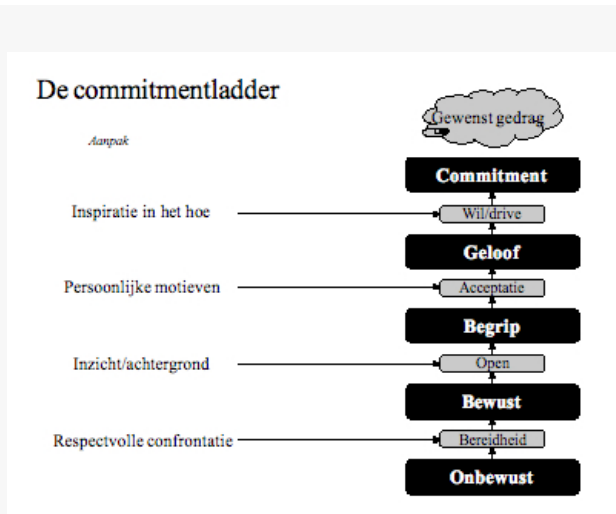 De commitmentladder
Gewenst gedrag
Aanpak
Commitment
Inspiratie in het hoe
Wil/drive
Geloof
Persoonlijke motieven
Acceptatie
Begrip
Inzicht/achtergrond
Open
Bewust
Respectvolle confrontatie
Bereidheid
Onbewust